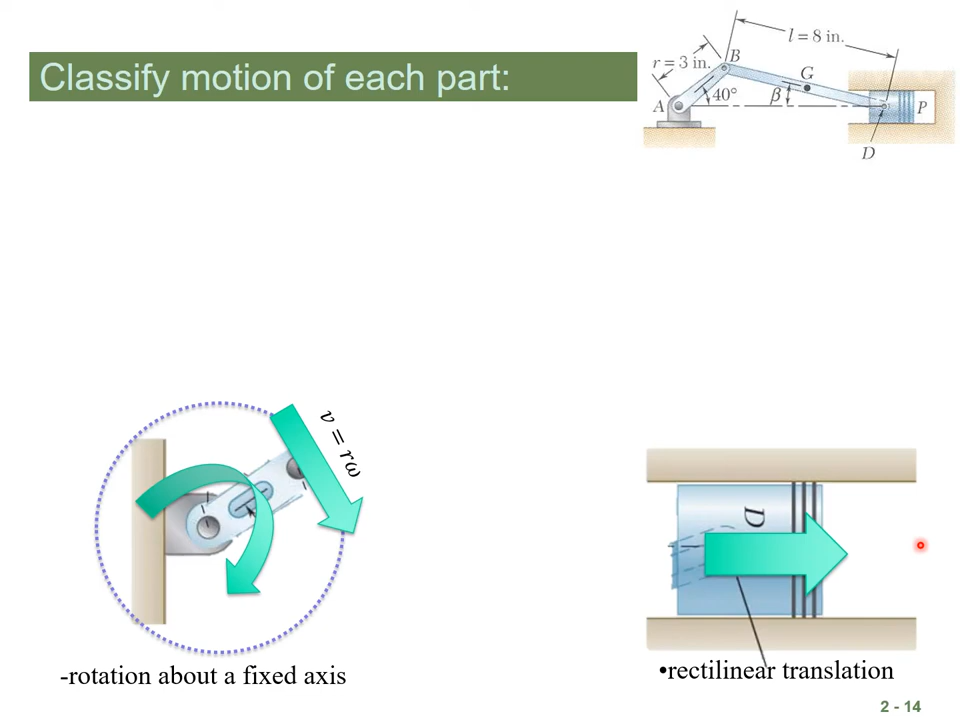 Classify motion of each part:
l = 8 in.
r = 3 in.
B
G
A
40°
β
P
D
v = rω
D
-rotation about a fixed axis
•rectilinear translation
2 - 14